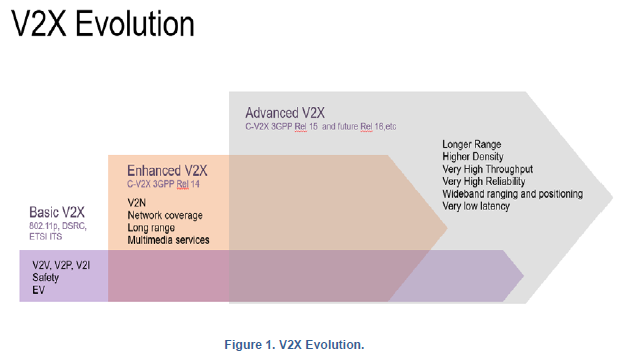 V2X Evolution
Advanced V2X
C-V2X 3GPP Rel 15 and future Rel 16,etc
Longer Range
Higher Density
Very High Throughput
Very High Reliability
Wideband ranging and positioning
Very low latency
Enhanced V2X
C-V2X 3GPP Rel 14
V2N
Network coverage
Long range
Multimedia services
Basic V2X
802.11p, DSRC,
ETSI ITS
V2V, V2P, V2I
Safety
EV
Figure 1. V2X Evolution.